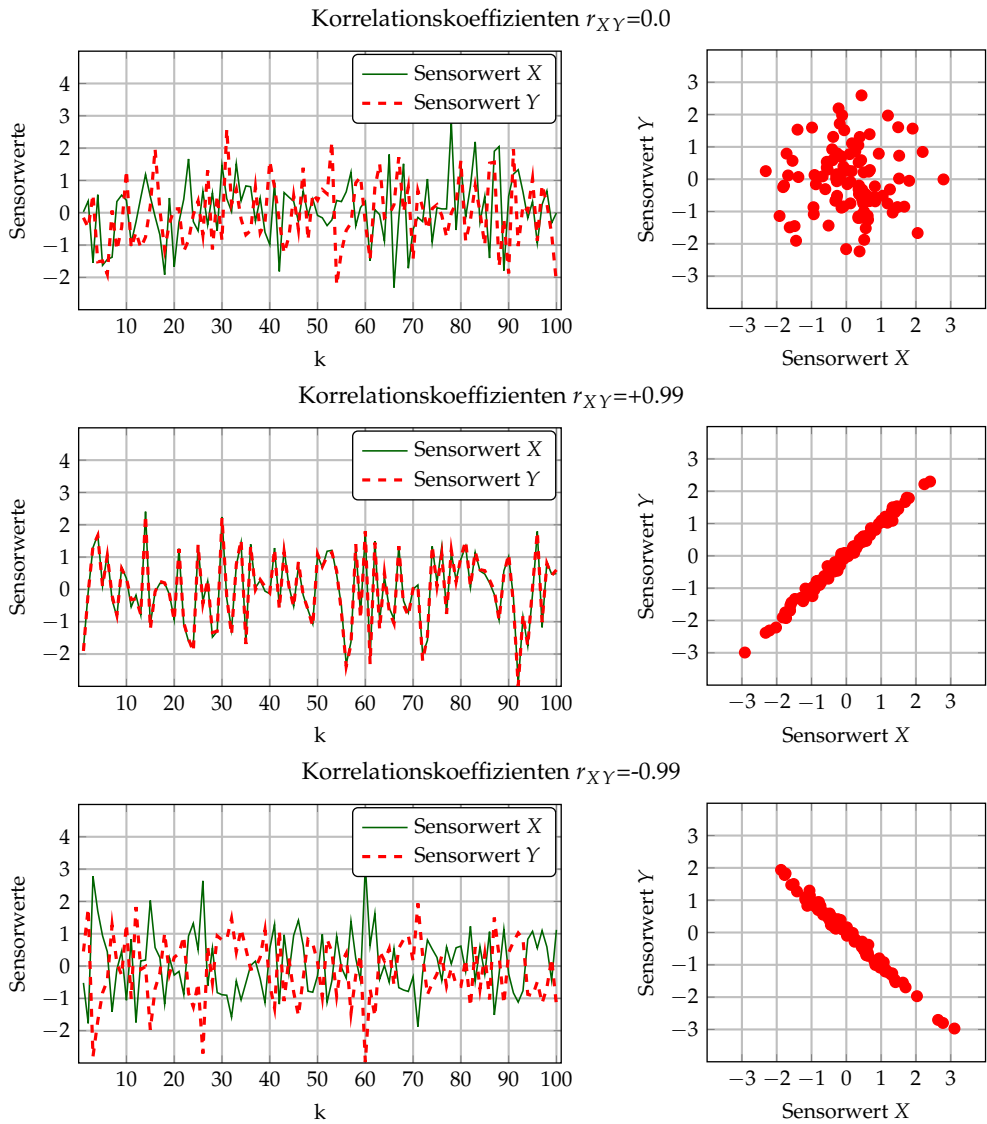 Korrelationskoeffizienten r_{XY}=0.0
Sensorwert X
Sensorwert Y
Sensorwerte
4
3
2
1
0
−1
−2
10 20 30 40 50 60 70 80 90 100
k
Sensorwert Y
3
2
1
0
−1
−2
−3
−3 −2 −1 0 1 2 3
Sensorwert X
Korrelationskoeffizienten r_{XY}=+0.99
Sensorwert X
Sensorwert Y
Sensorwerte
4
3
2
1
0
−1
−2
10 20 30 40 50 60 70 80 90 100
k
Sensorwert Y
3
2
1
0
−1
−2
−3
−3 −2 −1 0 1 2 3
Sensorwert X
Korrelationskoeffizienten r_{XY}=-0.99
Sensorwert X
Sensorwert Y
Sensorwerte
4
3
2
1
0
−1
−2
10 20 30 40 50 60 70 80 90 100
k
Sensorwert Y
3
2
1
0
−1
−2
−3
−3 −2 −1 0 1 2 3
Sensorwert X